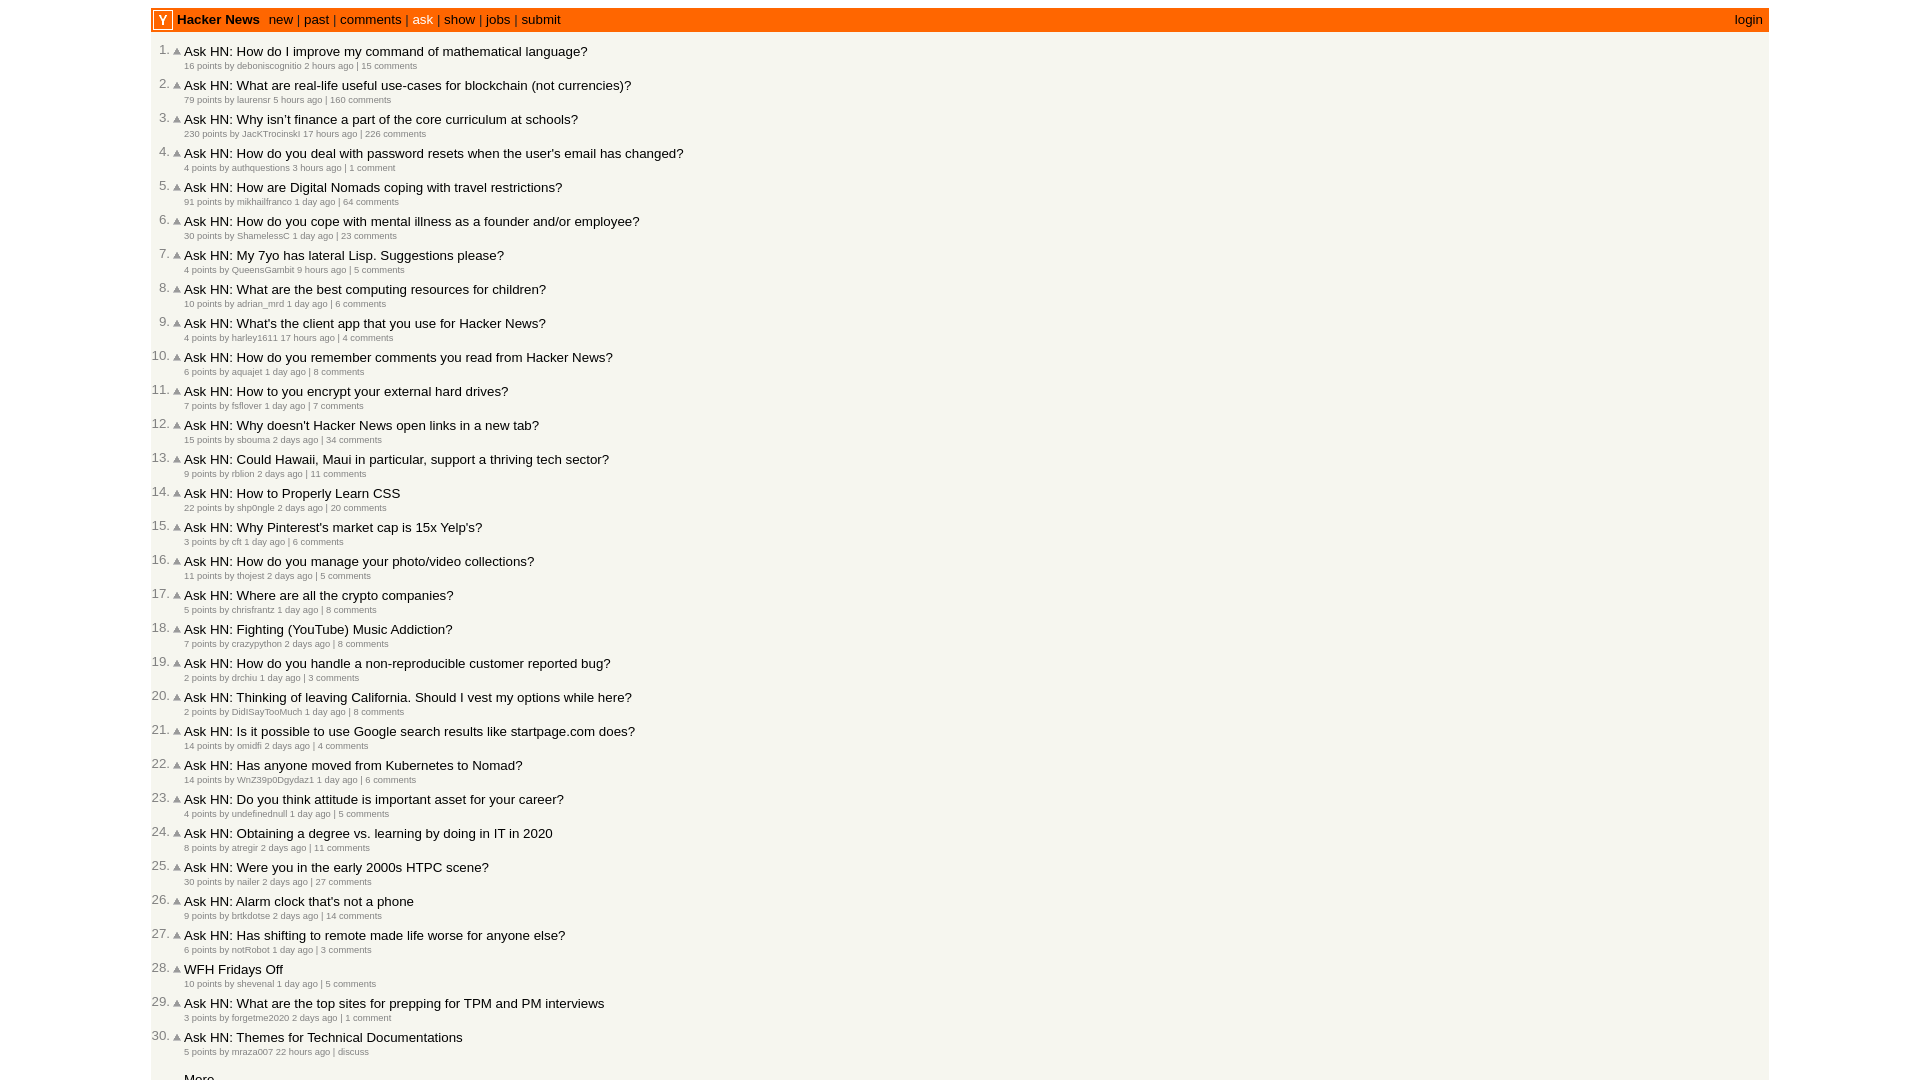 Y Hacker News new | past | comments | ask | show | jobs | submit login
1. Ask HN: How do I improve my command of mathematical language?
16 points by deboniscognitio 2 hours ago | 15 comments
2. Ask HN: What are real-life useful use-cases for blockchain (not currencies)?
79 points by laurensr 5 hours ago | 160 comments
3. Ask HN: Why isn’t finance a part of the core curriculum at schools?
230 points by JacKTrocinskI 17 hours ago | 226 comments
4. Ask HN: How do you deal with password resets when the user's email has changed?
4 points by authquestions 3 hours ago | 1 comment
5. Ask HN: How are Digital Nomads coping with travel restrictions?
91 points by mikhailfranco 1 day ago | 64 comments
6. Ask HN: How do you cope with mental illness as a founder and/or employee?
30 points by ShamelessC 1 day ago | 23 comments
7. Ask HN: My 7yo has lateral Lisp. Suggestions please?
4 points by QueensGambit 9 hours ago | 5 comments
8. Ask HN: What are the best computing resources for children?
10 points by adrian_mrd 1 day ago | 6 comments
9. Ask HN: What's the client app that you use for Hacker News?
4 points by harley1611 17 hours ago | 4 comments
10. Ask HN: How do you remember comments you read from Hacker News?
6 points by aquajet 1 day ago | 8 comments
11. Ask HN: How to you encrypt your external hard drives?
7 points by fsflover 1 day ago | 7 comments
12. Ask HN: Why doesn't Hacker News open links in a new tab?
15 points by sbouma 2 days ago | 34 comments
13. Ask HN: Could Hawaii, Maui in particular, support a thriving tech sector?
9 points by rblion 2 days ago | 11 comments
14. Ask HN: How to Properly Learn CSS
22 points by shp0ngle 2 days ago | 20 comments
15. Ask HN: Why Pinterest's market cap is 15x Yelp's?
3 points by cft 1 day ago | 6 comments
16. Ask HN: How do you manage your photo/video collections?
11 points by thojest 2 days ago | 5 comments
17. Ask HN: Where are all the crypto companies?
5 points by chrisfrantz 1 day ago | 8 comments
18. Ask HN: Fighting (YouTube) Music Addiction?
7 points by crazypython 2 days ago | 8 comments
19. Ask HN: How do you handle a non-reproducible customer reported bug?
2 points by drchiu 1 day ago | 3 comments
20. Ask HN: Thinking of leaving California. Should I vest my options while here?
2 points by DidISayTooMuch 1 day ago | 8 comments
21. Ask HN: Is it possible to use Google search results like startpage.com does?
14 points by omidfi 2 days ago | 4 comments
22. Ask HN: Has anyone moved from Kubernetes to Nomad?
14 points by WnZ39p0Dgydaz1 1 day ago | 6 comments
23. Ask HN: Do you think attitude is important asset for your career?
4 points by undefinednull 1 day ago | 5 comments
24. Ask HN: Obtaining a degree vs. learning by doing in IT in 2020
8 points by atregir 2 days ago | 11 comments
25. Ask HN: Were you in the early 2000s HTPC scene?
30 points by nailer 2 days ago | 27 comments
26. Ask HN: Alarm clock that's not a phone
9 points by brtkdotse 2 days ago | 14 comments
27. Ask HN: Has shifting to remote made life worse for anyone else?
6 points by notRobot 1 day ago | 3 comments
28. WFH Fridays Off
10 points by shevenal 1 day ago | 5 comments
29. Ask HN: What are the top sites for prepping for TPM and PM interviews
3 points by forgetme2020 2 days ago | 1 comment
30. Ask HN: Themes for Technical Documentations
5 points by mraza007 22 hours ago | discuss
More